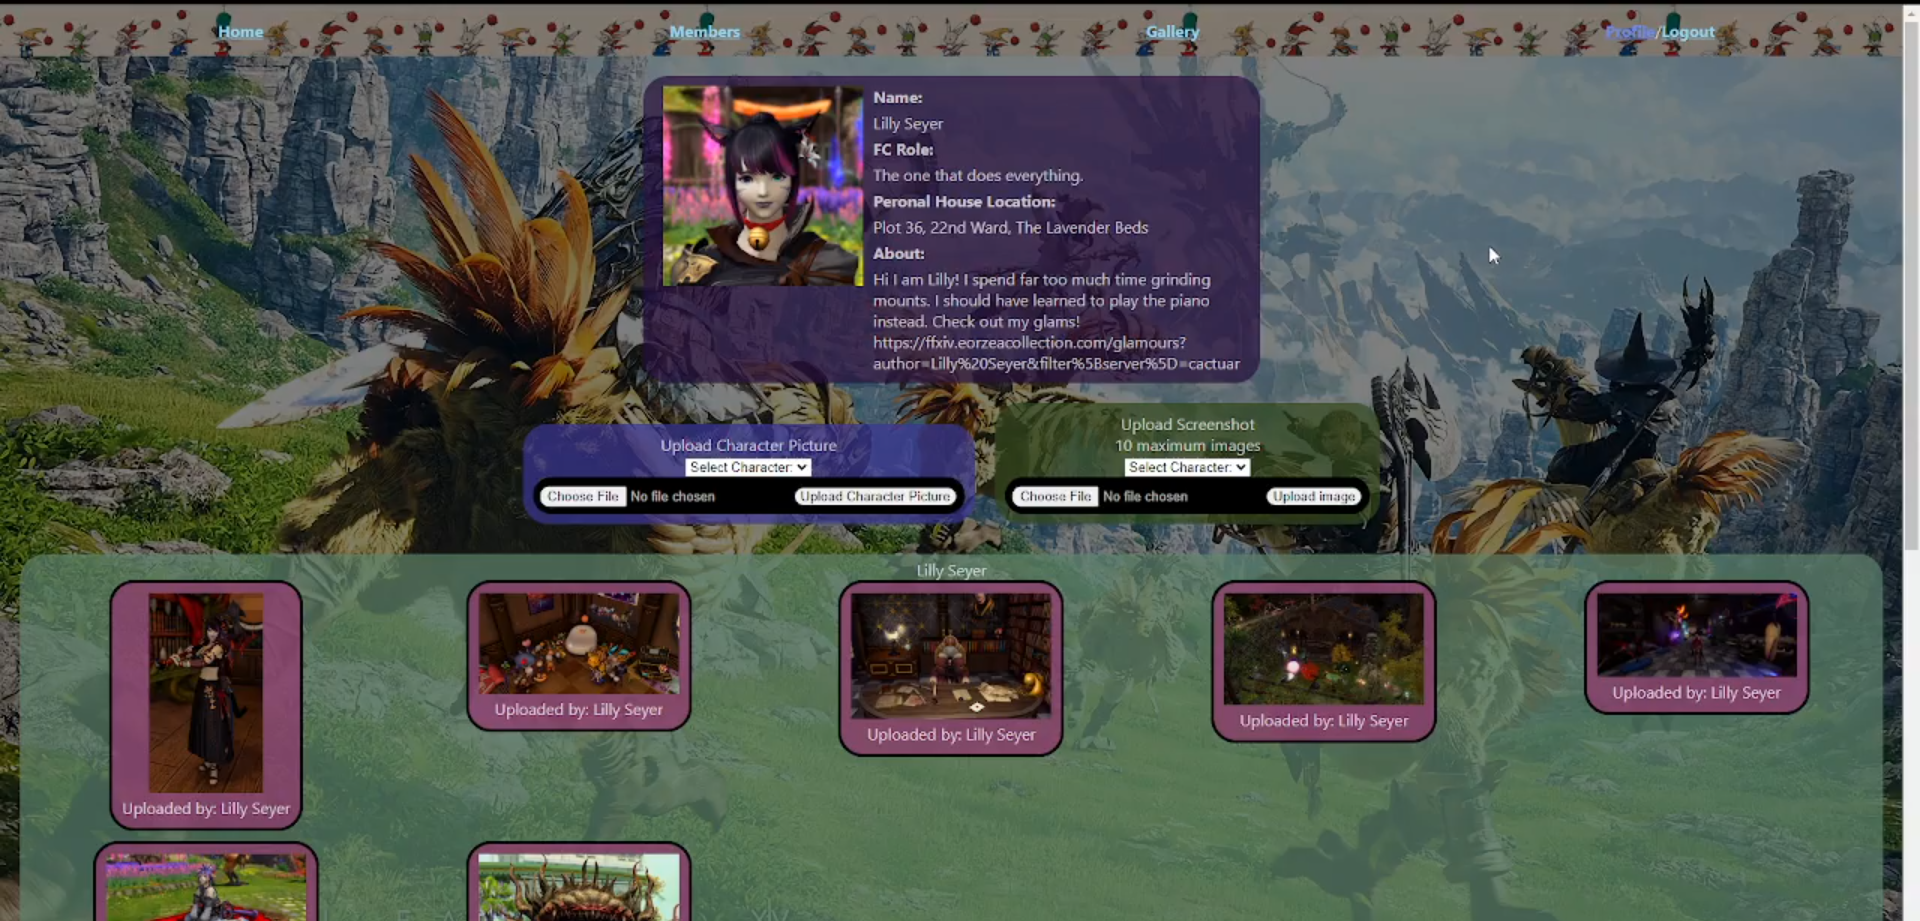 Home Members Gallery Profile/Logout
Name:
Lilly Seyer
FC Role:
The one that does everything.
Peronal House Location:
Plot 36, 22nd Ward, The Lavender Beds
About:
Hi I am Lilly! I spend far too much time grinding
mounts. I should have learned to play the piano
instead. Check out my glams!
https://ffxiv.eorzeacollection.com/glamours?
author=Lilly%20Seyer&filter%5Bserver%5D=cactuar
Upload Character Picture
Select Character:
Choose File No file chosen Upload Character Picture
Upload Screenshot
10 maximum images
Select Character:
Choose File No file chosen Upload image
Lilly Seyer
Uploaded by: Lilly Seyer
Uploaded by: Lilly Seyer
Uploaded by: Lilly Seyer
Uploaded by: Lilly Seyer
Uploaded by: Lilly Seyer